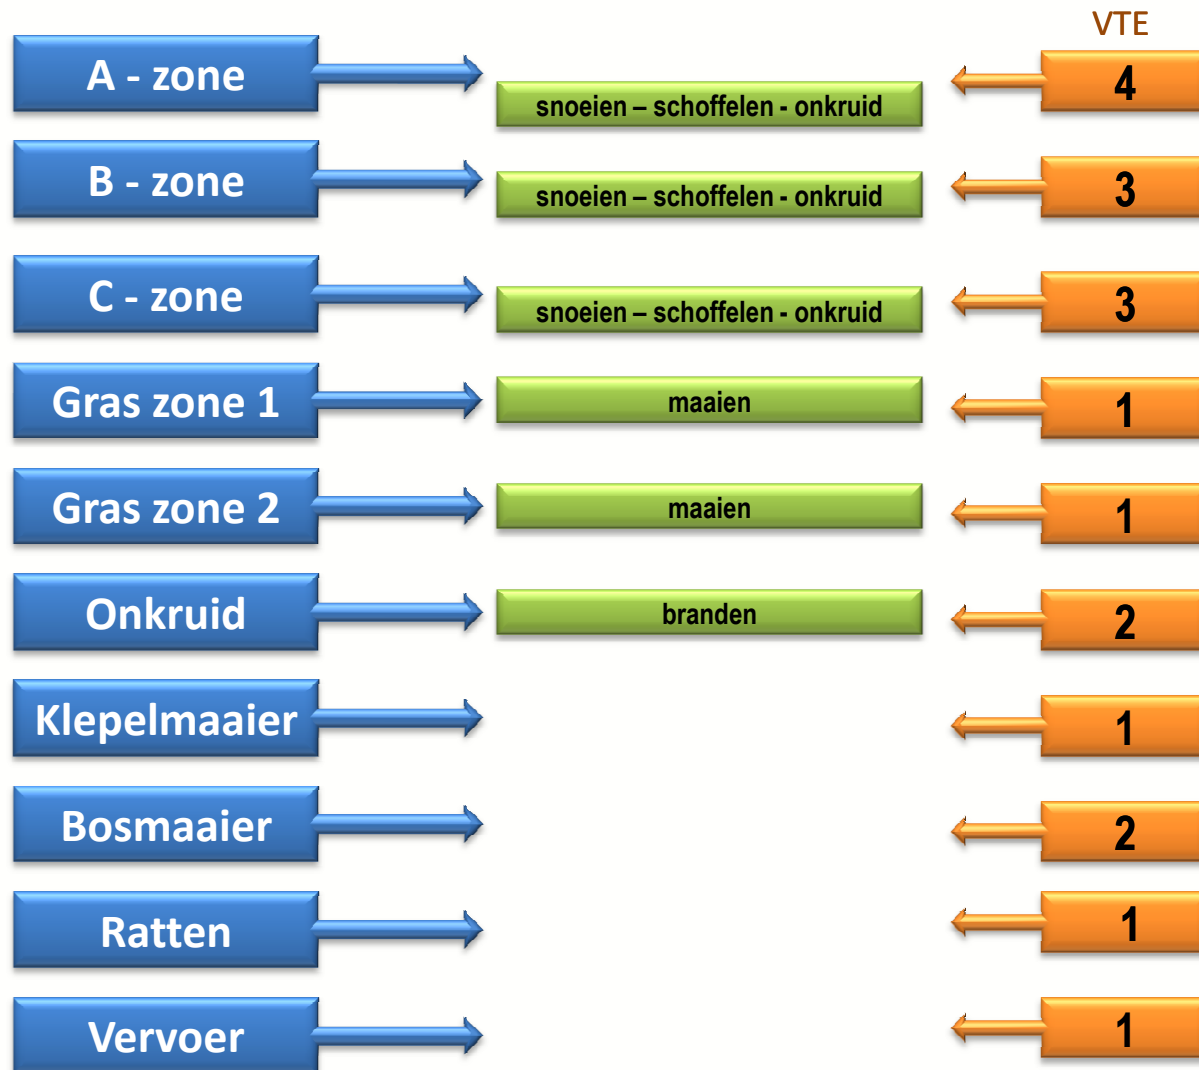 VTE
A - zone
snoeien – schoffelen - onkruid
4
B - zone
snoeien – schoffelen - onkruid
3
C - zone
snoeien – schoffelen - onkruid
3
Gras zone 1
maaien
1
Gras zone 2
maaien
1
Onkruid
branden
2
Klepelmaaier
1
Bosmaaier
2
Ratten
1
Vervoer
1